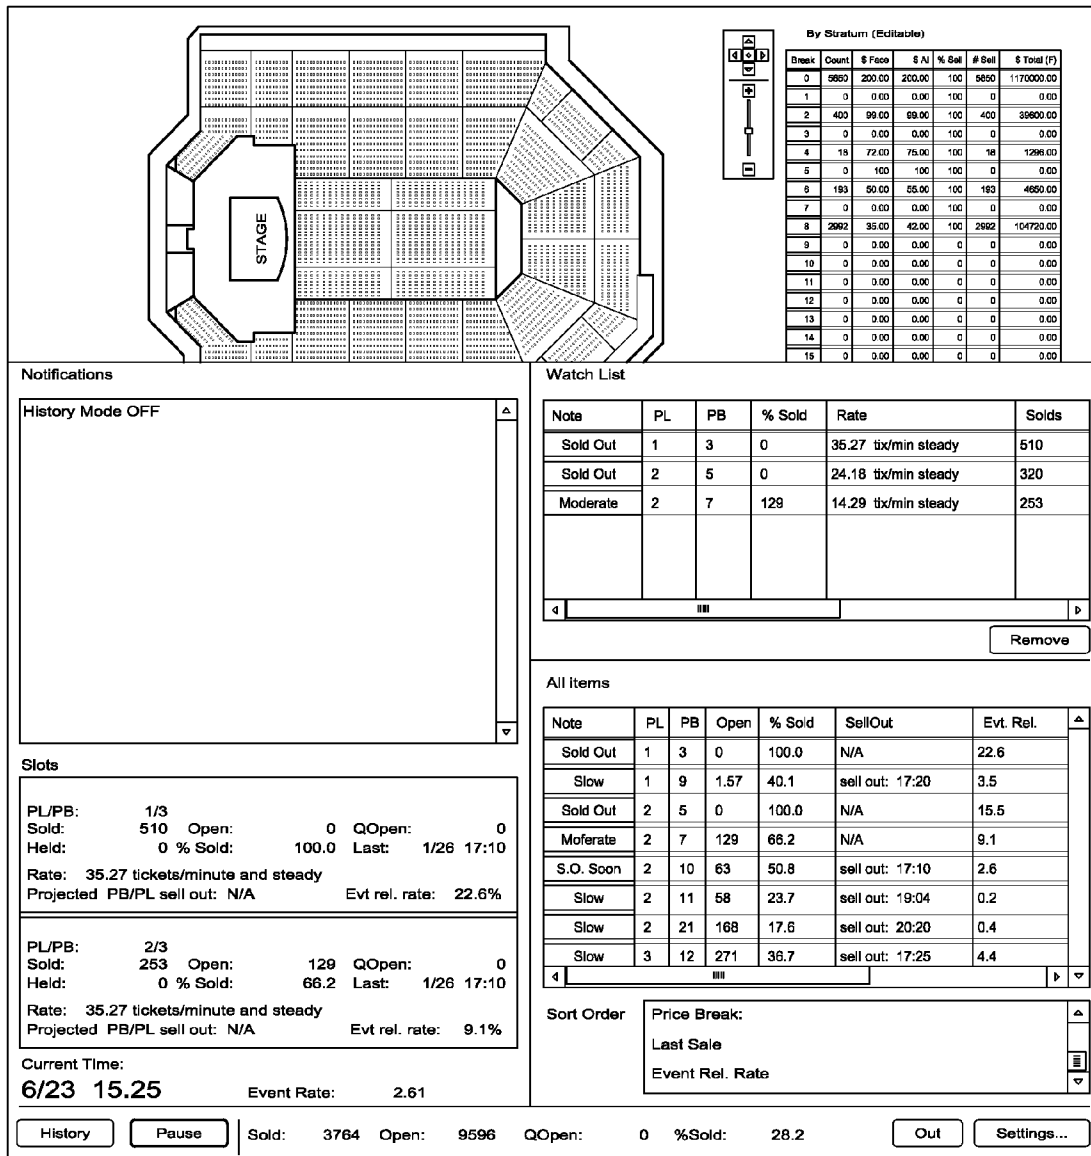 STAGE
By Stratum (Editable)
Break Count $ Face $ AI % Sell # Sell $ Total (F)
0 5850 200.00 200.00 100 5850 1170000.00
1 0 0.00 0.00 100 0 0.00
2 400 99.00 99.00 100 400 39600.00
3 0 0.00 0.00 100 0 0.00
4 18 72.00 75.00 100 18 1296.00
5 0 100 100 100 0 0.00
6 193 50.00 55.00 100 193 4650.00
7 0 0.00 0.00 100 0 0.00
8 2992 35.00 42.00 100 2992 104720.00
9 0 0.00 0.00 0 0 0.00
10 0 0.00 0.00 0 0 0.00
11 0 0.00 0.00 0 0 0.00
12 0 0.00 0.00 0 0 0.00
13 0 0.00 0.00 0 0 0.00
14 0 0.00 0.00 0 0 0.00
15 0 0.00 0.00 0 0 0.00
Notifications
History Mode OFF
Slots
PL/PB: 1/3
Sold: 510 Open: 0 QOpen: 0
Held: 0 % Sold: 100.0 Last: 1/26 17:10
Rate: 35.27 tickets/minute and steady
Projected PB/PL sell out: N/A Evt rel. rate: 22.6%
PL/PB: 2/3
Sold: 253 Open: 129 QOpen: 0
Held: 0 % Sold: 66.2 Last: 1/26 17:10
Rate: 35.27 tickets/minute and steady
Projected PB/PL sell out: N/A Evt rel. rate: 9.1%
Current Time:
6/23 15.25 Event Rate: 2.61
Watch List
Note PL PB % Sold Rate Solds
Sold Out 1 3 0 35.27 tix/min steady 510
Sold Out 2 5 0 24.18 tix/min steady 320
Moderate 2 7 129 14.29 tix/min steady 253
Remove
All items
Note PL PB Open % Sold SellOut Evt. Rel.
Sold Out 1 3 0 100.0 N/A 22.6
Slow 1 9 1.57 40.1 sell out: 17:20 3.5
Sold Out 2 5 0 100.0 N/A 15.5
Moferate 2 7 129 66.2 N/A 9.1
S.O. Soon 2 10 63 50.8 sell out: 17:10 2.6
Slow 2 11 58 23.7 sell out: 19:04 0.2
Slow 2 21 168 17.6 sell out: 20:20 0.4
Slow 3 12 271 36.7 sell out: 17:25 4.4
Sort Order
Price Break:
Last Sale
Event Rel. Rate
History Pause Sold: 3764 Open: 9596 QOpen: 0 %Sold: 28.2 Out Settings...